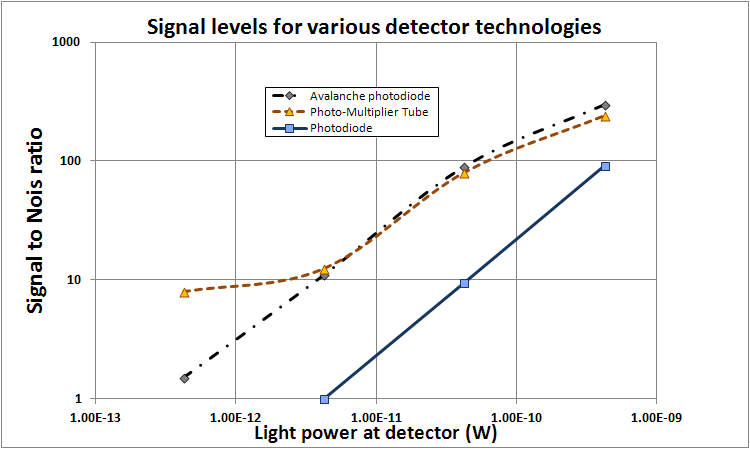 Signal levels for various detector technologies
1000
100
10
1
Signal to Nois ratio
Avalanche photodiode
Photo-Multiplier Tube
Photodiode
1.00E-13 1.00E-12 1.00E-11 1.00E-10 1.00E-09
Light power at detector (W)